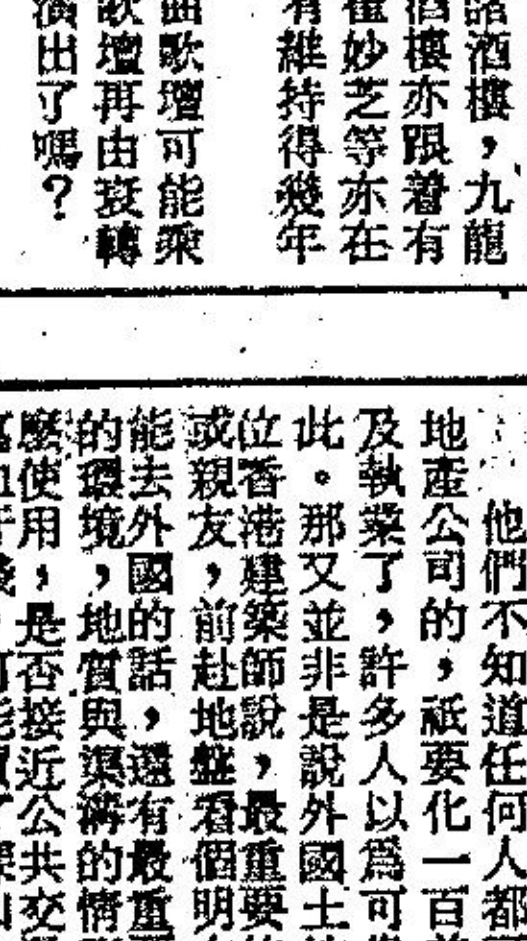 諸酒樓，九龍
酒樓亦跟着有
崔妙芝等亦在
有維持得幾年
曲歌壇可能乘
歌壇再由衰轉
演出了嗎？
他們不知道任何人都
地產公司的，祇要化一百
及執業了，許多人以爲可
此。那又並非是說外國土
位香港建築師說，最重要
或親友，前赴地盤看個明
能去外國的話，還有最重
的環境，地質與渠溝的情
麼使用，是否接近公共交